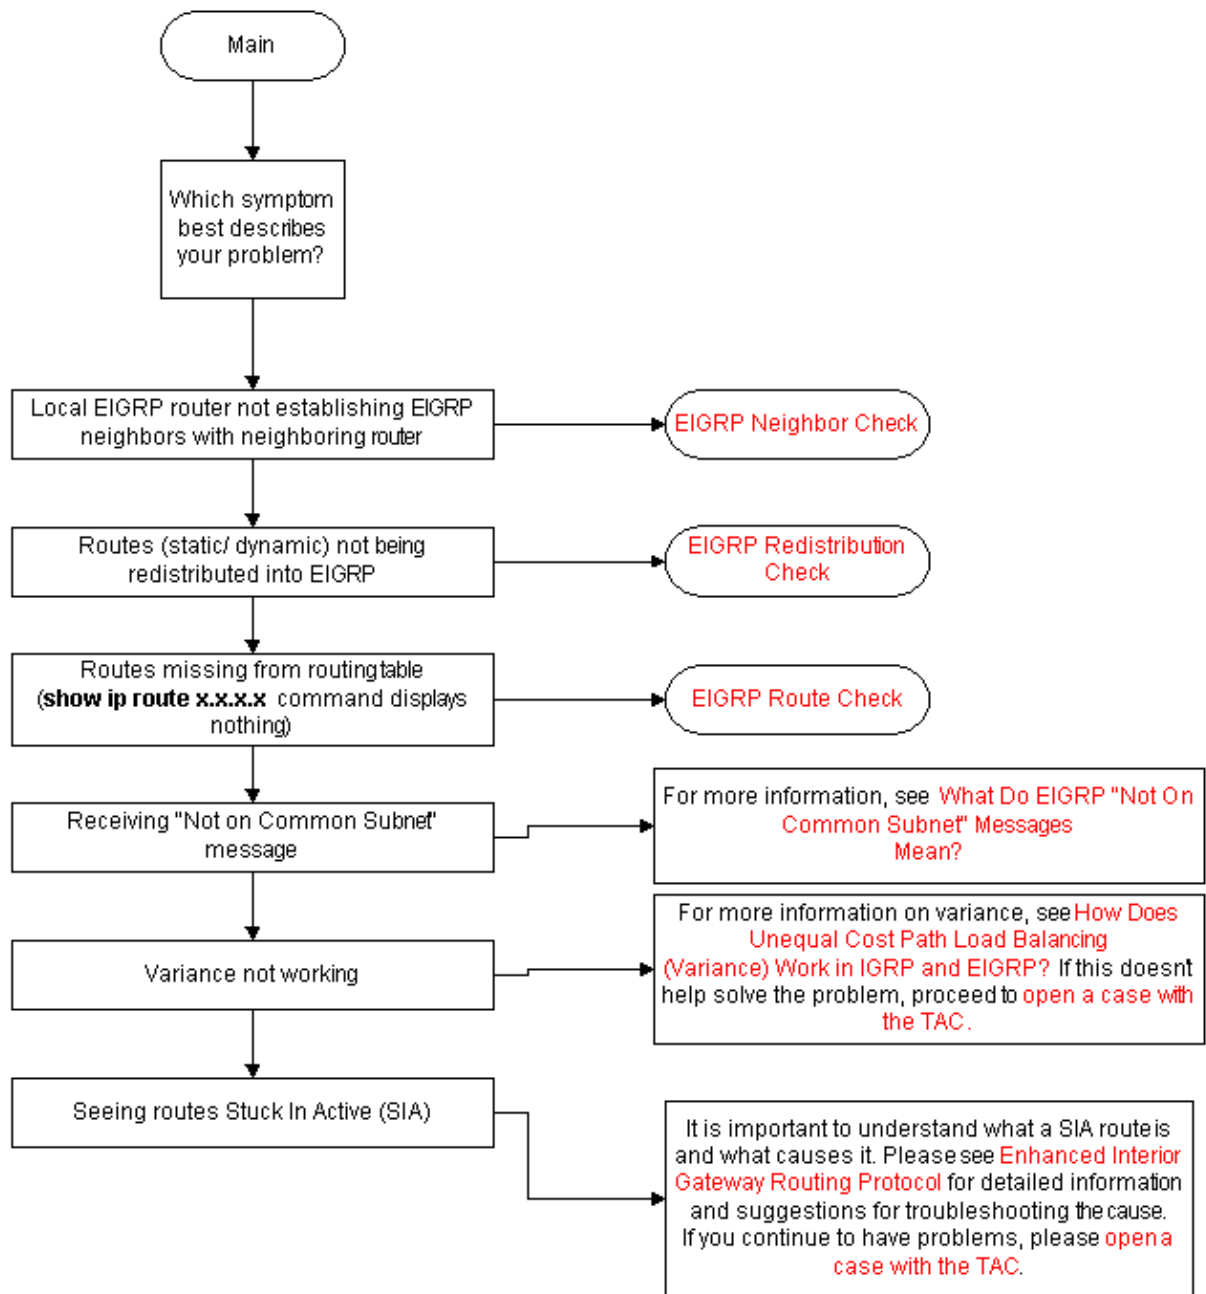 Main
Which symptom
best describes
your problem?
Local EIGRP router not establishing EIGRP
neighbors with neighboring router
EIGRP Neighbor Check
Routes (static/ dynamic) not being
redistributed into EIGRP
EIGRP Redistribution
Check
Routes missing from routingtable
(show ip route x.x.x.x command displays
nothing)
EIGRP Route Check
Receiving "Not on Common Subnet"
message
For more information, see What Do EIGRP "Not On
Common Subnet" Messages
Mean?
Variance not working
For more information on variance, see How Does
Unequal Cost Path Load Balancing
(Variance) Work in IGRP and EIGRP? If this doesn't
help solve the problem, proceed to open a case with
the TAC.
Seeing routes Stuck In Active (SIA)
It is important to understand what a SIA route is
and what causes it. Please see Enhanced Interior
Gateway Routing Protocol for detailed information
and suggestions for troubleshooting the cause.
If you continue to have problems, please open a
case with the TAC.